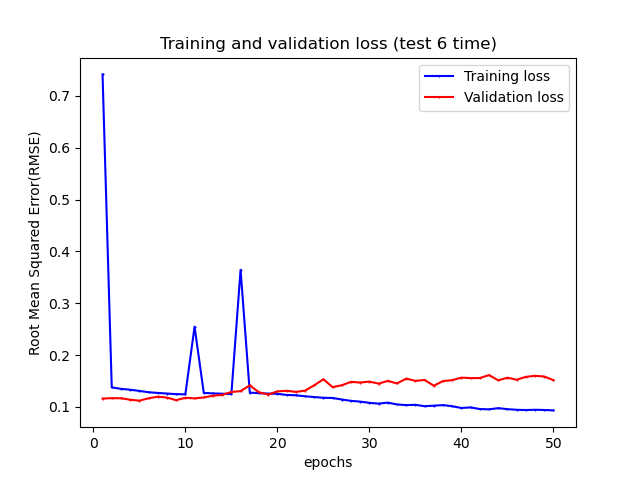 Training and validation loss (test 6 time)
Training loss
Validation loss
Root Mean Squared Error(RMSE)
0.7
0.6
0.5
0.4
0.3
0.2
0.1
0 10 20 30 40 50
epochs